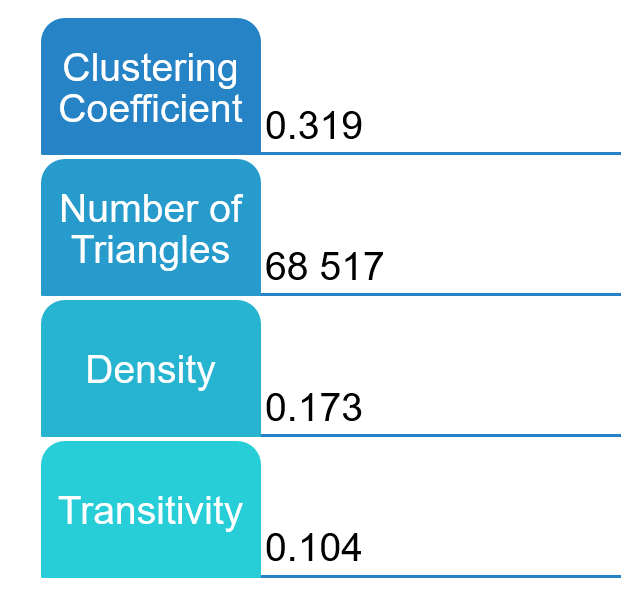 Clustering
Coefficient
0.319
Number of
Triangles
68 517
Density
0.173
Transitivity
0.104